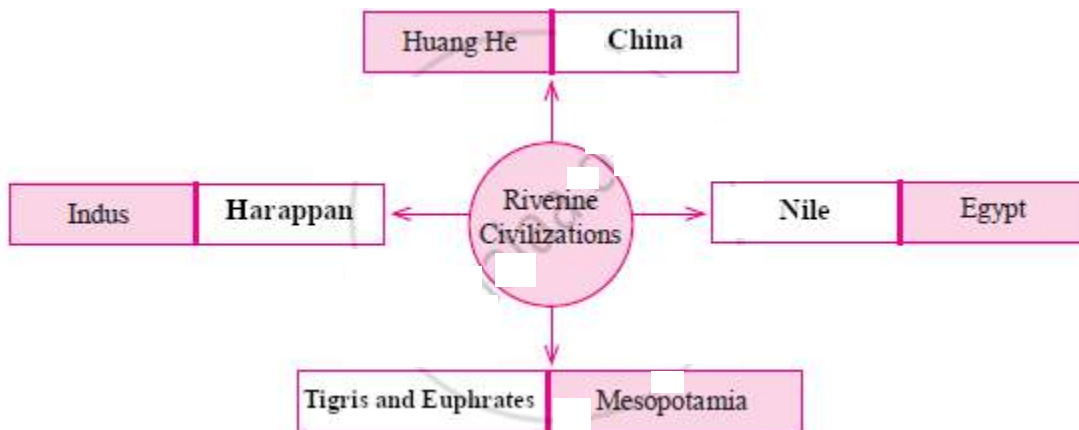 Huang He China
Indus Harappan
Riverine
Civilizations
Nile Egypt
Tigris and Euphrates Mesopotamia